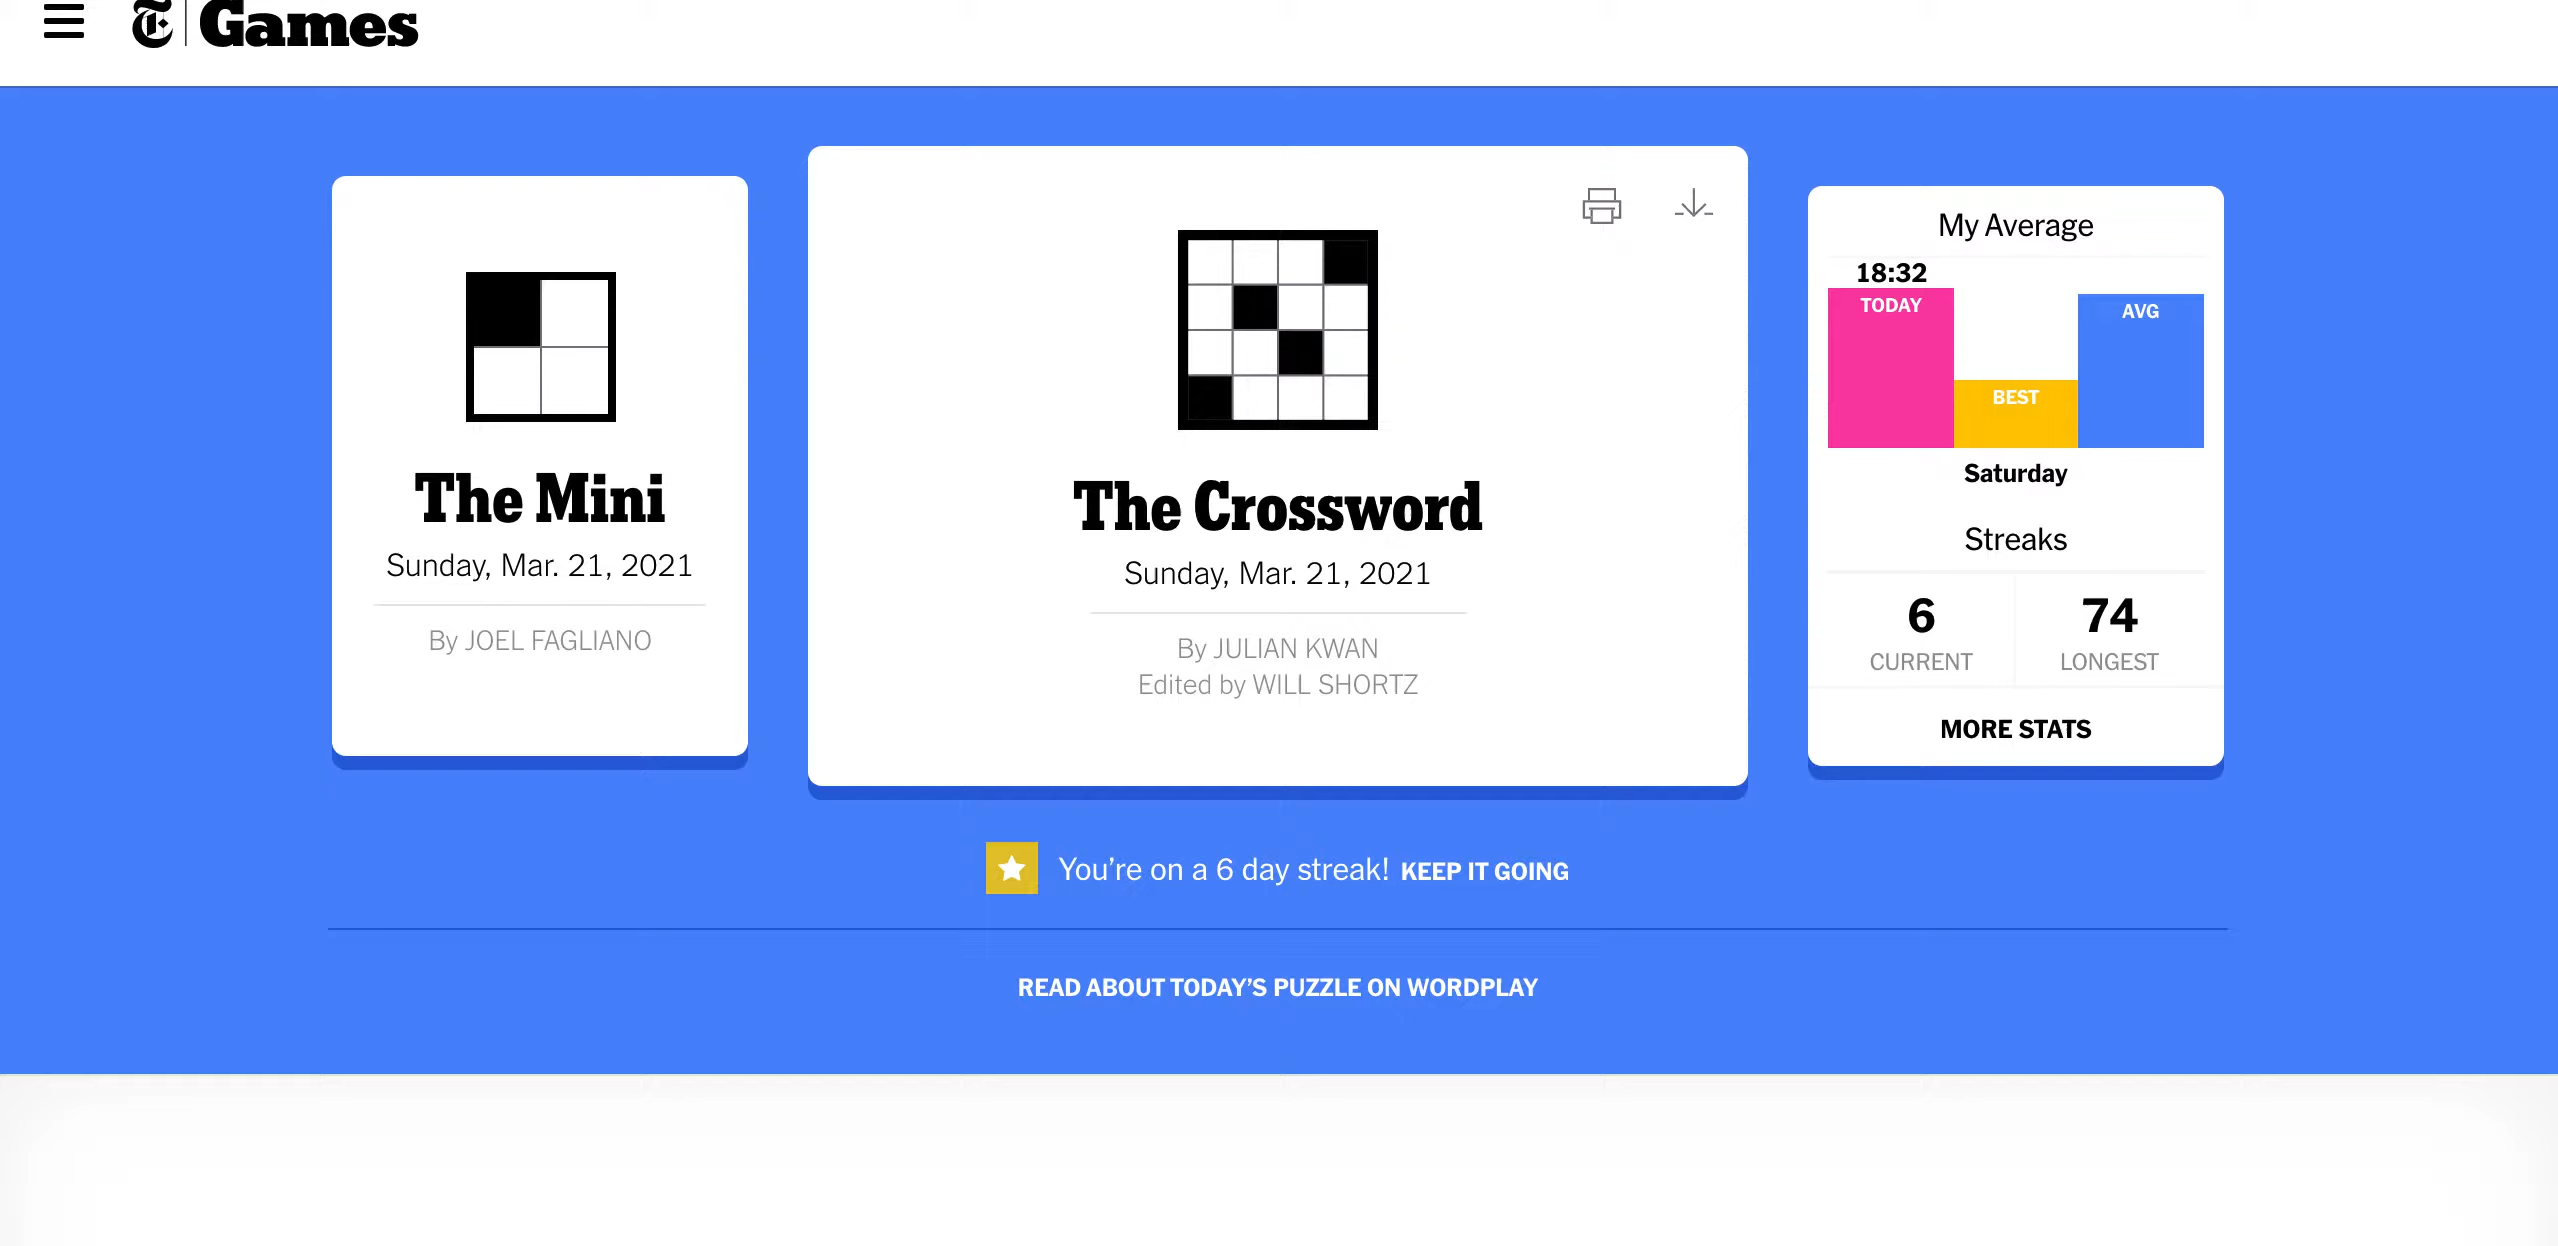 T | Games
The Mini
Sunday, Mar. 21, 2021
By JOEL FAGLIANO
The Crossword
Sunday, Mar. 21, 2021
By JULIAN KWAN
Edited by WILL SHORTZ
My Average
18:32
TODAY
BEST
AVG
Saturday
Streaks
6 74
CURRENT LONGEST
MORE STATS
You’re on a 6 day streak! KEEP IT GOING
READ ABOUT TODAY’S PUZZLE ON WORDPLAY